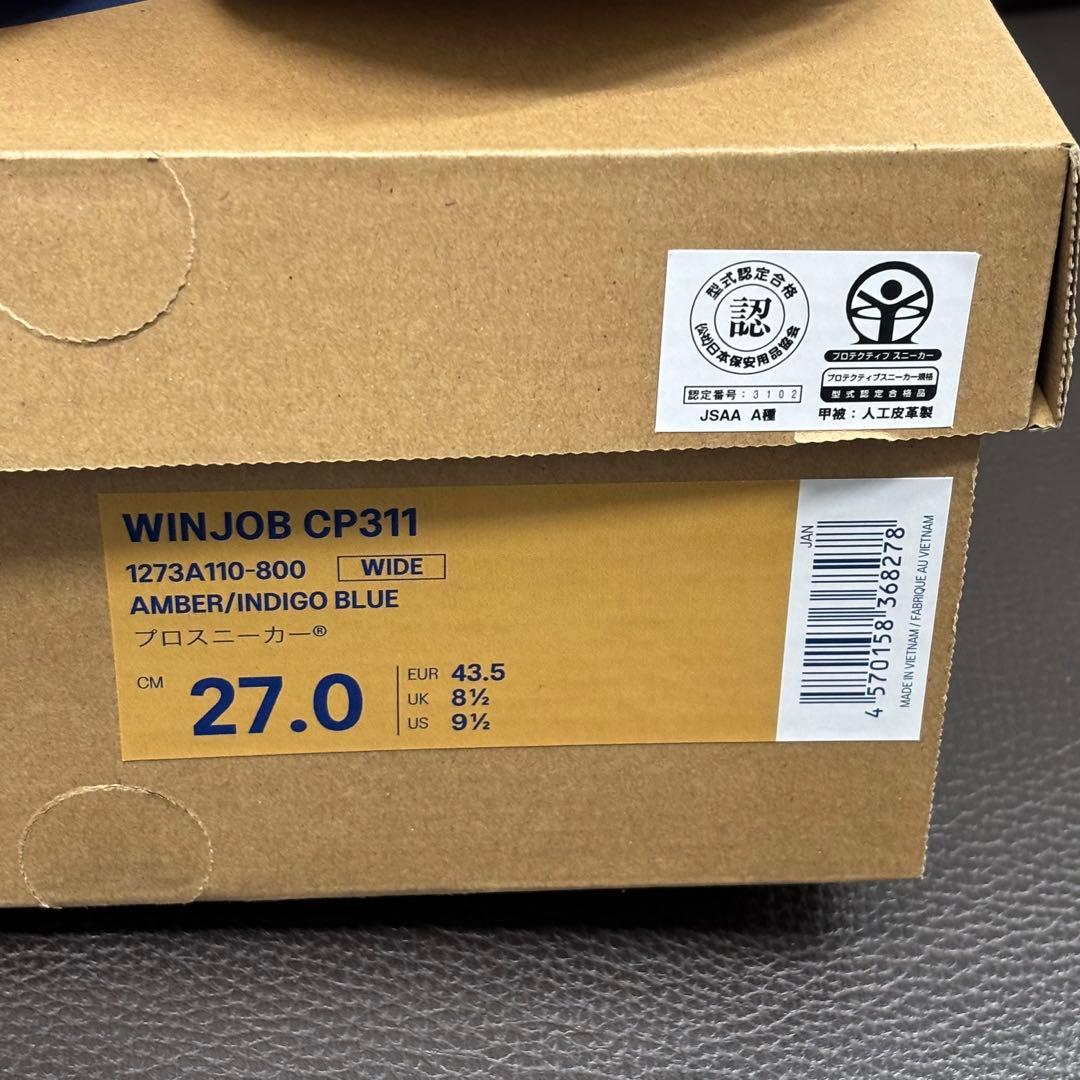 型式認定合格
認
(公社)日本保安用品協会
認定番号：3102
JSAA A種
プロテクティブ スニーカー
プロテクティブスニーカー規格
型式認定合格品
甲被：人工皮革製
WINJOB CP311
1273A110-800 WIDE
AMBER/INDIGO BLUE
プロスニーカー®
CM 27.0
EUR 43.5
UK 8½
US 9½
JAN
4 570158 368278
MADE IN VIETNAM / FABRIQUE AU VIETNAM